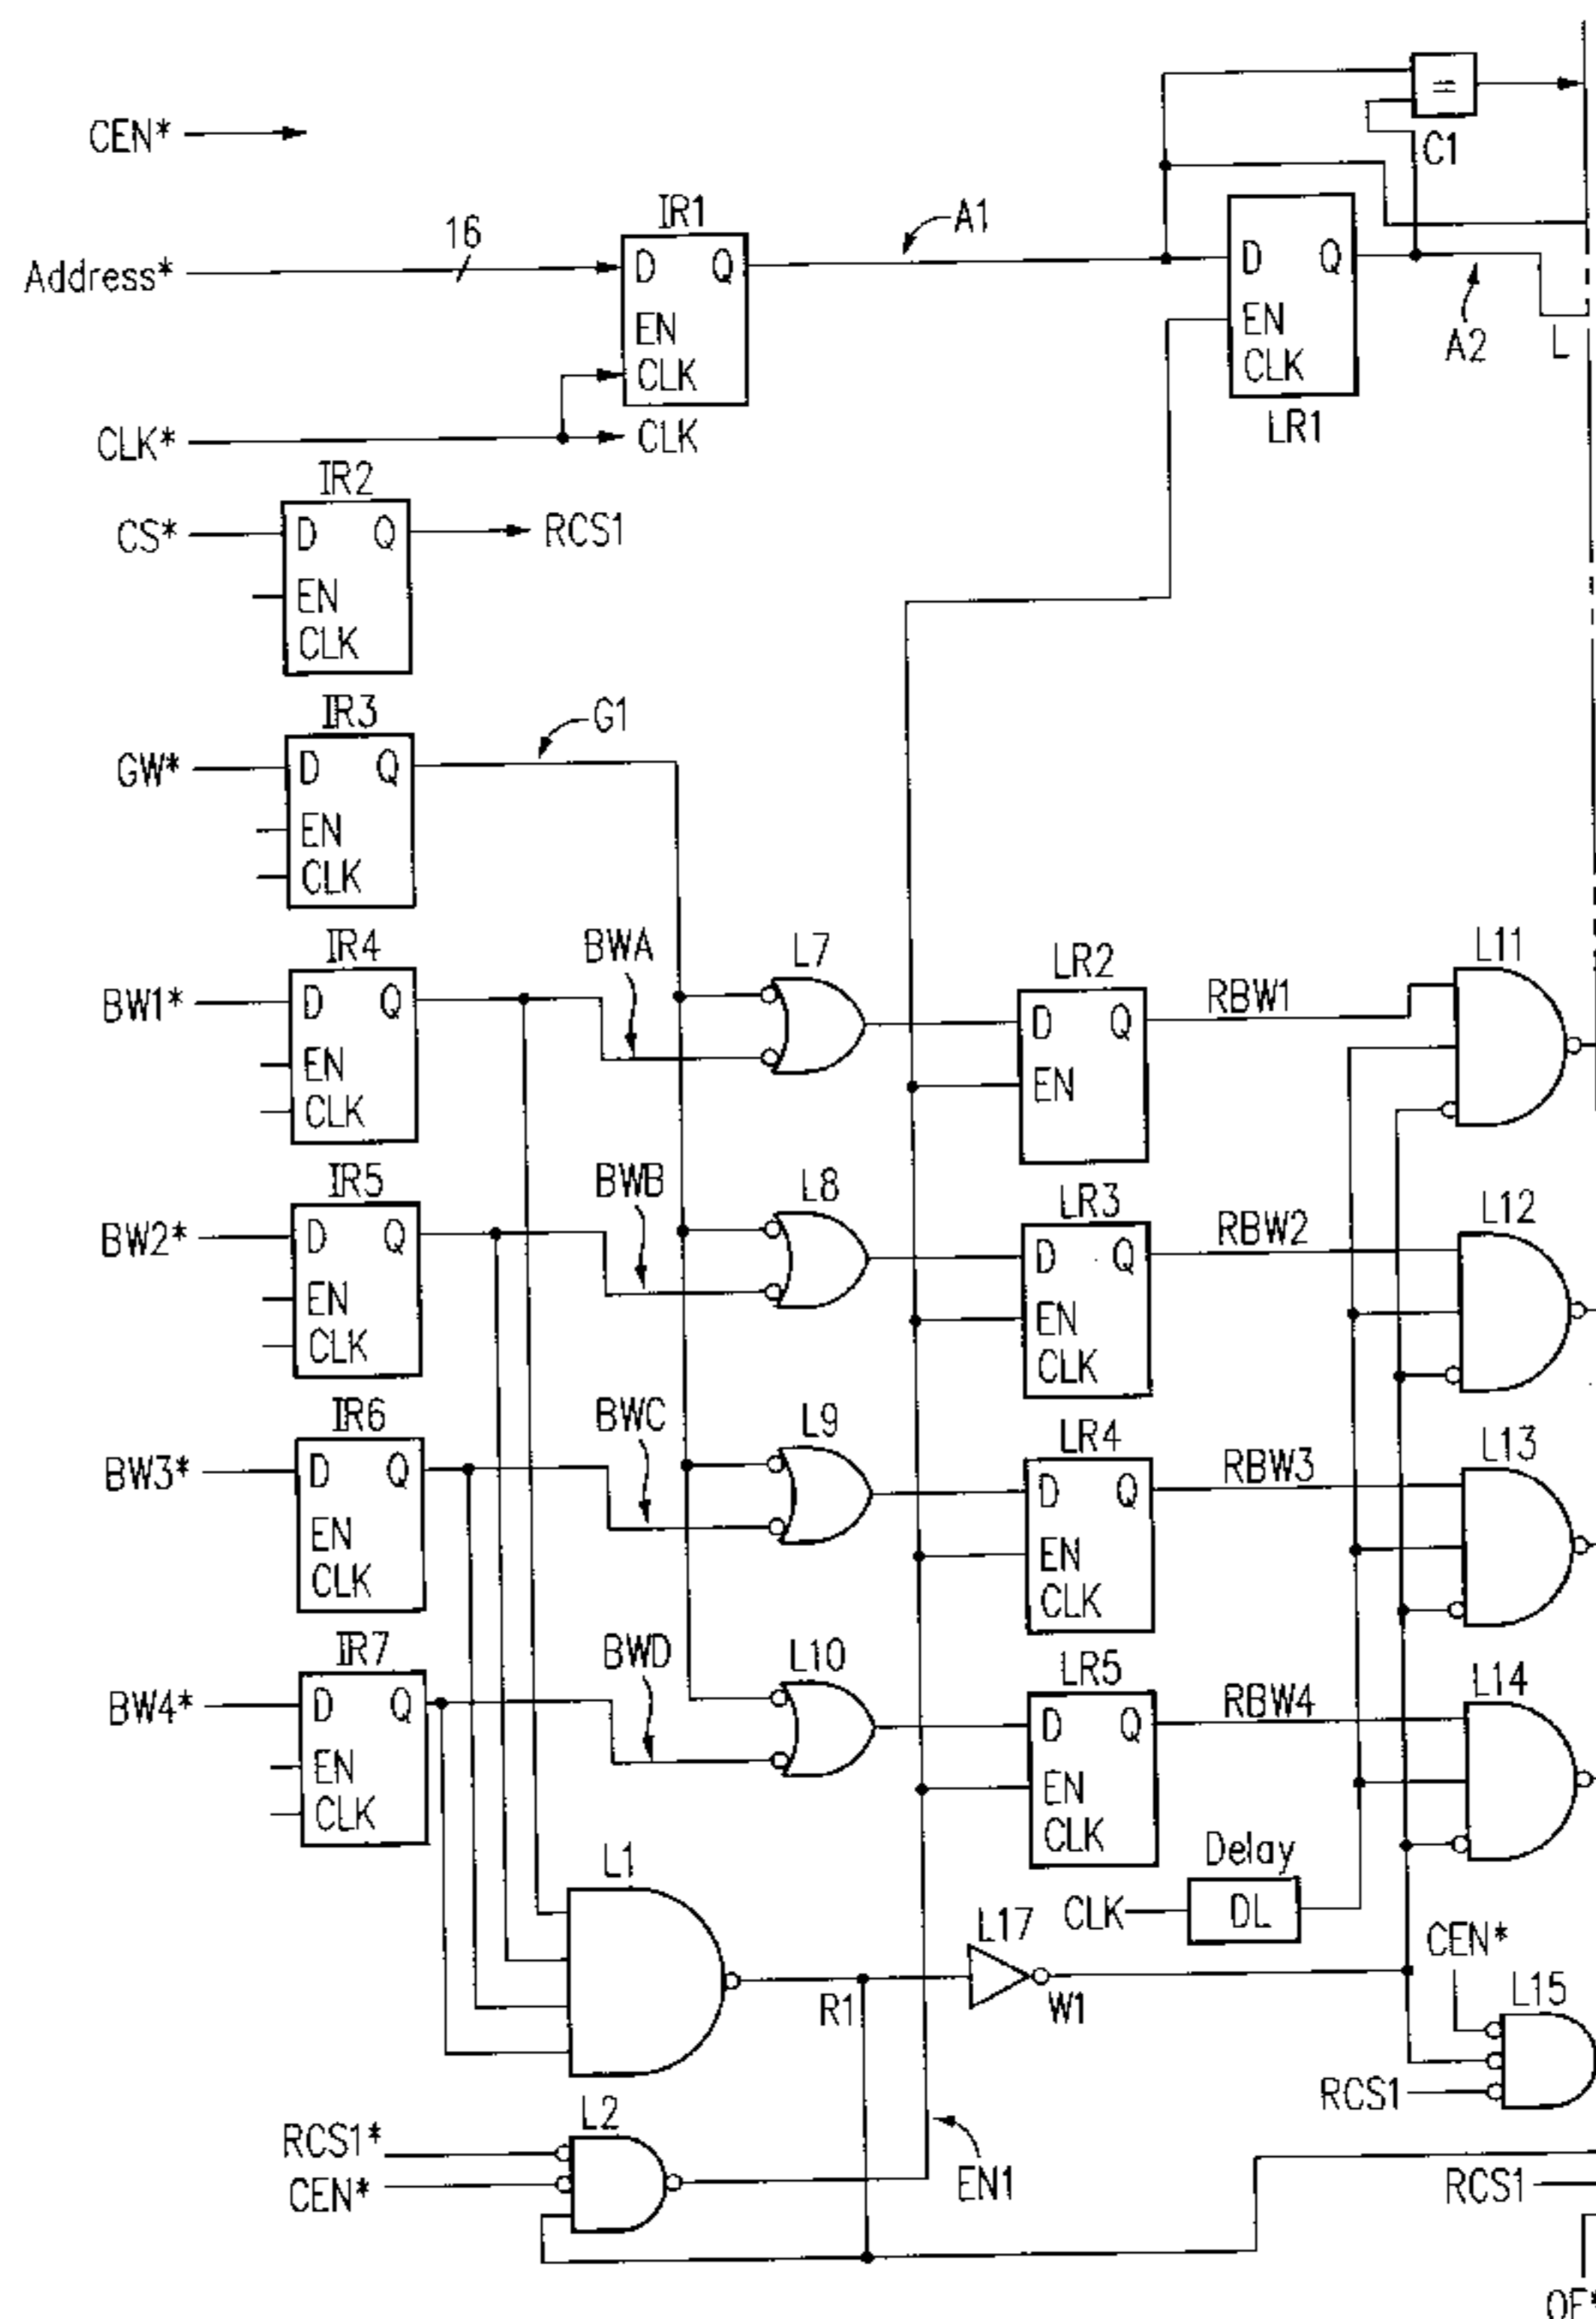 CEN*
=
C1
IR1
16
A1
Address*
D Q
EN
CLK
D Q
EN
CLK
A2
L
LR1
CLK*
CLK
IR2
CS*
D Q
EN
CLK
RCS1
IR3
G1
GW*
D Q
EN
CLK
IR4
BWA
L7
LR2
L11
BW1*
D Q
EN
CLK
D Q
EN
RBW1
IR5
BWB
L8
LR3
L12
BW2*
D Q
EN
CLK
D Q
EN
CLK
RBW2
IR6
BWC
L9
LR4
L13
BW3*
D Q
EN
CLK
D Q
EN
CLK
RBW3
IR7
BWD
L10
LR5
L14
BW4*
D Q
EN
CLK
D Q
EN
CLK
RBW4
L1
Delay
CLK
DL
L17
CEN*
R1
W1
L15
RCS1
L2
RCS1*
CEN*
EN1
RCS1